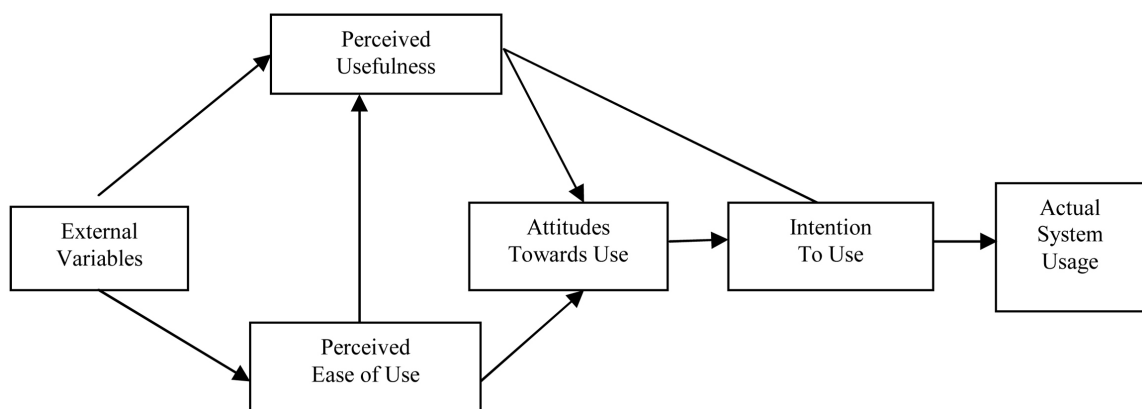 Perceived
Usefulness
External
Variables
Attitudes
Towards Use
Intention
To Use
Actual
System
Usage
Perceived
Ease of Use